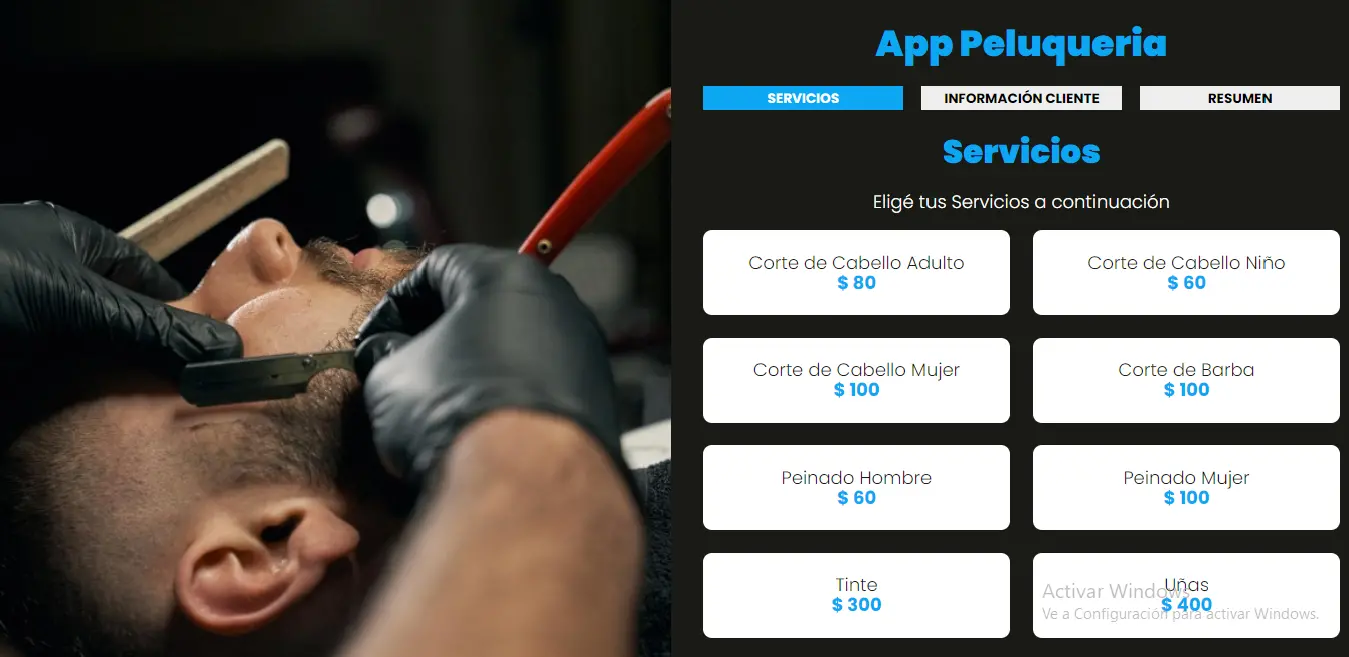 App Peluqueria
SERVICIOS
INFORMACIÓN CLIENTE
RESUMEN
Servicios
Eligé tus Servicios a continuación
Corte de Cabello Adulto
$ 80
Corte de Cabello Niño
$ 60
Corte de Cabello Mujer
$ 100
Corte de Barba
$ 100
Peinado Hombre
$ 60
Peinado Mujer
$ 100
Tinte
$ 300
Uñas
$ 400
Activar Windows
Ve a Configuración para activar Windows.